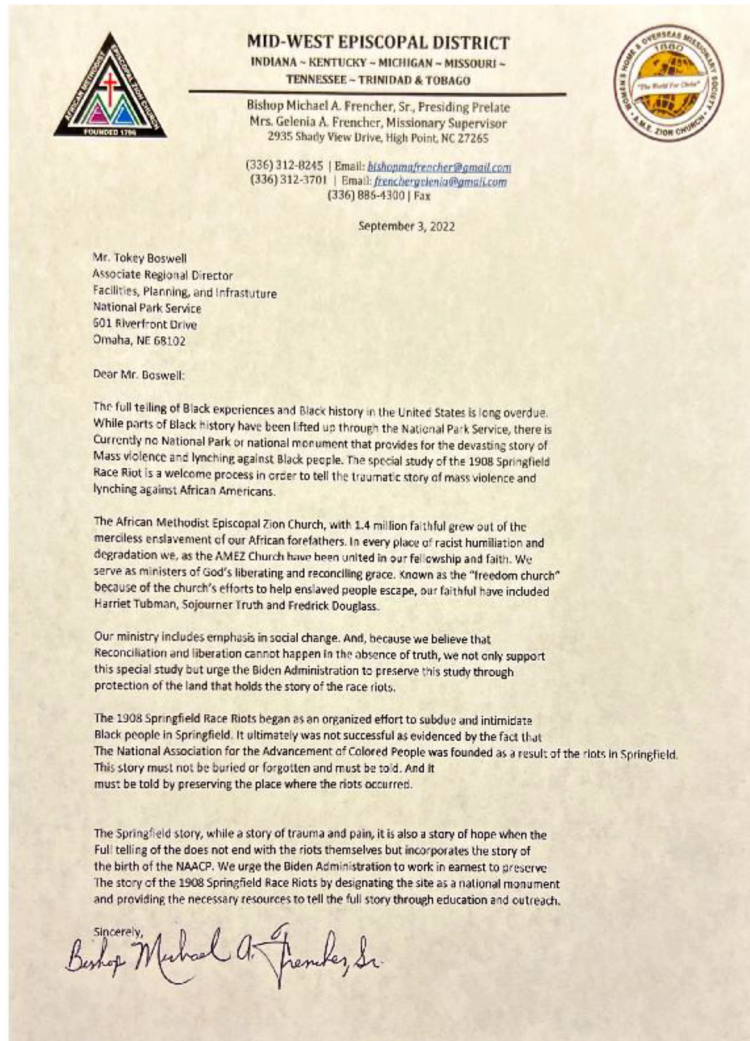 AFRICAN METHODIST EPISCOPAL ZION CHURCH
FOUNDED 1796
MID-WEST EPISCOPAL DISTRICT
INDIANA ~ KENTUCKY ~ MICHIGAN ~ MISSOURI ~
TENNESSEE ~ TRINIDAD & TOBAGO
WOMEN'S HOME & OVERSEAS MISSIONARY SOCIETY
1880
"The World For Christ"
A.M.E. ZION CHURCH
Bishop Michael A. Frencher, Sr., Presiding Prelate
Mrs. Gelenia A. Frencher, Missionary Supervisor
2935 Shady View Drive, High Point, NC 27265
(336) 312-8245 | Email: bishopmafrencher@gmail.com
(336) 312-3701 | Email: frenchergelenia@gmail.com
(336) 886-4300 | Fax
September 3, 2022
Mr. Tokey Boswell
Associate Regional Director
Facilities, Planning, and Infrastuture
National Park Service
601 Riverfront Drive
Omaha, NE 68102
Dear Mr. Boswell:
The full telling of Black experiences and Black history in the United States is long overdue.
While parts of Black history have been lifted up through the National Park Service, there is
Currently no National Park or national monument that provides for the devasting story of
Mass violence and lynching against Black people. The special study of the 1908 Springfield
Race Riot is a welcome process in order to tell the traumatic story of mass violence and
lynching against African Americans.
The African Methodist Episcopal Zion Church, with 1.4 million faithful grew out of the
merciless enslavement of our African forefathers. In every place of racist humiliation and
degradation we, as the AMEZ Church have been united in our fellowship and faith. We
serve as ministers of God's liberating and reconciling grace. Known as the "freedom church"
because of the church's efforts to help enslaved people escape, our faithful have included
Harriet Tubman, Sojourner Truth and Fredrick Douglass.
Our ministry includes emphasis in social change. And, because we believe that
Reconciliation and liberation cannot happen in the absence of truth, we not only support
this special study but urge the Biden Administration to preserve this study through
protection of the land that holds the story of the race riots.
The 1908 Springfield Race Riots began as an organized effort to subdue and intimidate
Black people in Springfield. It ultimately was not successful as evidenced by the fact that
The National Association for the Advancement of Colored People was founded as a result of the riots in Springfield.
This story must not be buried or forgotten and must be told. And it
must be told by preserving the place where the riots occurred.
The Springfield story, while a story of trauma and pain, it is also a story of hope when the
Full telling of the does not end with the riots themselves but incorporates the story of
the birth of the NAACP. We urge the Biden Administration to work in earnest to preserve
The story of the 1908 Springfield Race Riots by designating the site as a national monument
and providing the necessary resources to tell the full story through education and outreach.
Sincerely,
Bishop Michael A. Frencher, Sr.